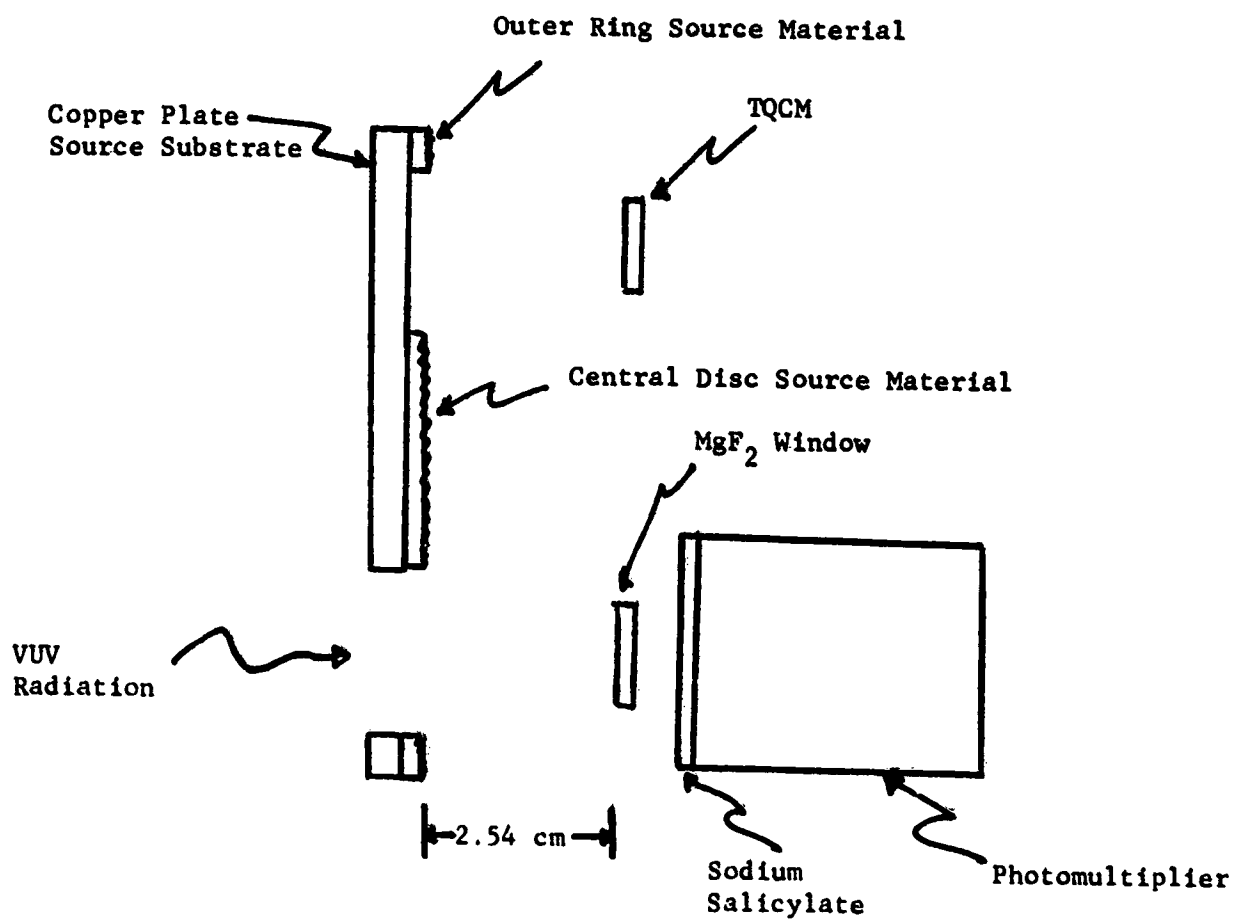 Outer Ring Source Material
Copper Plate
Source Substrate
TQCM
Central Disc Source Material
MgF2 Window
VUV
Radiation
2.54 cm
Sodium
Salicylate
Photomultiplier